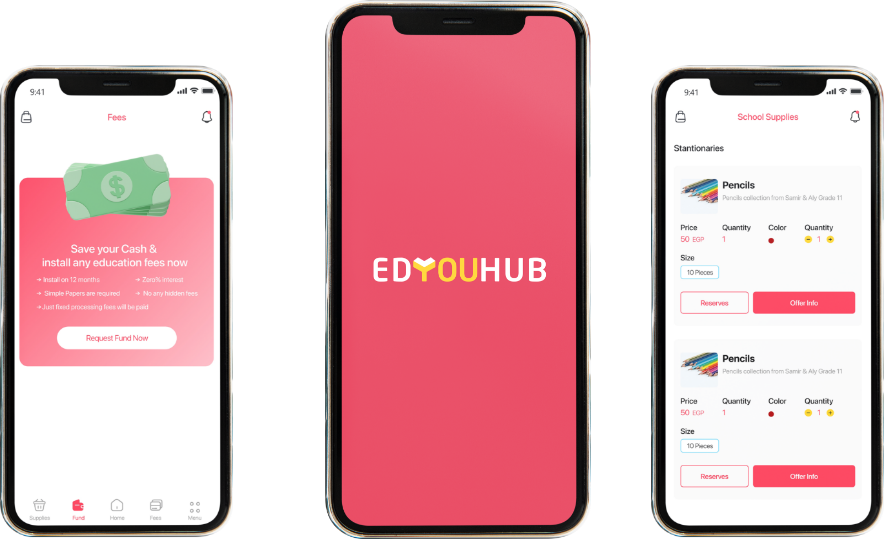 9:41
Fees
Save your Cash &
install any education fees now
Install on 12 months
Zero% Interest
Simple Papers are required
No any hidden fees
Just fixed processing fees will be paid
Request Fund Now
Supplies
Fund
Home
Fees
Menu
EDYOUHUB
9:41
School Supplies
Stantionaries
Pencils
Pencils collection from Samir & Aly Grade 11
Price Quantity Color Quantity
50 EGP 1 − 1 +
Size
10 Pieces
Reserves Offer Info
Pencils
Pencils collection from Samir & Aly Grade 11
Price Quantity Color Quantity
50 EGP 1 − 1 +
Size
10 Pieces
Reserves Offer Info